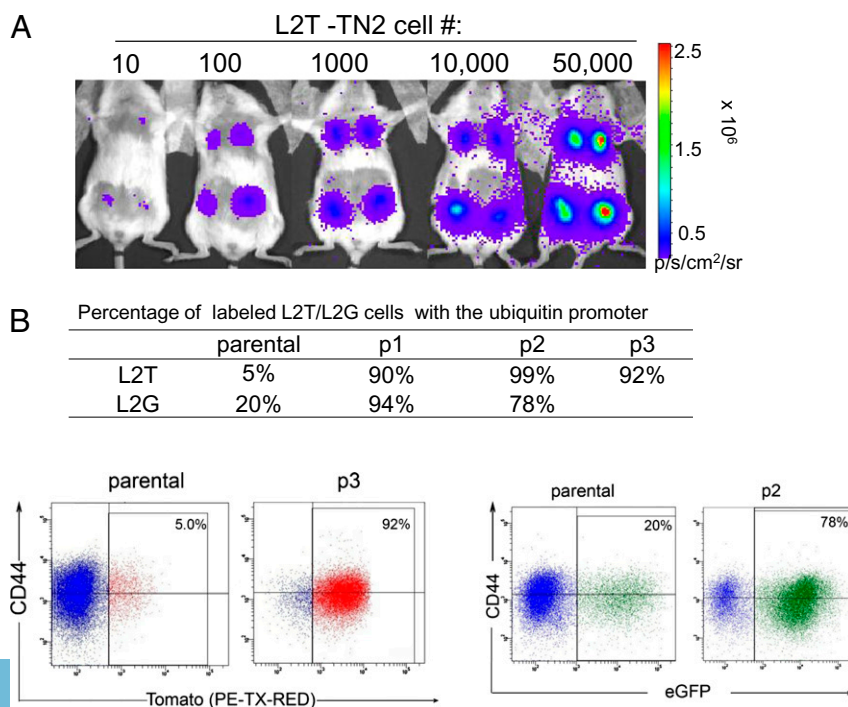 A
L2T -TN2 cell #:
10 100 1000 10,000 50,000
2.5
1.5
0.5
x 10⁶
p/s/cm²/sr
B
Percentage of labeled L2T/L2G cells with the ubiquitin promoter
parental p1 p2 p3
L2T 5% 90% 99% 92%
L2G 20% 94% 78%
parental p3 parental p2
5.0% 92% 20% 78%
CD44 CD44
Tomato (PE-TX-RED) eGFP